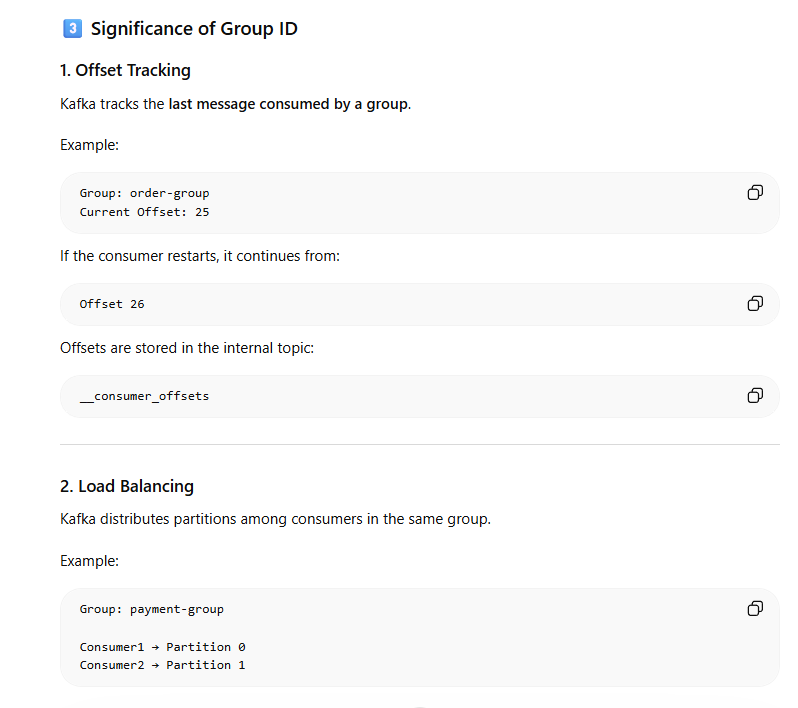 3 Significance of Group ID
1. Offset Tracking
Kafka tracks the last message consumed by a group.
Example:
Group: order-group
Current Offset: 25
If the consumer restarts, it continues from:
Offset 26
Offsets are stored in the internal topic:
__consumer_offsets
2. Load Balancing
Kafka distributes partitions among consumers in the same group.
Example:
Group: payment-group
Consumer1 → Partition 0
Consumer2 → Partition 1